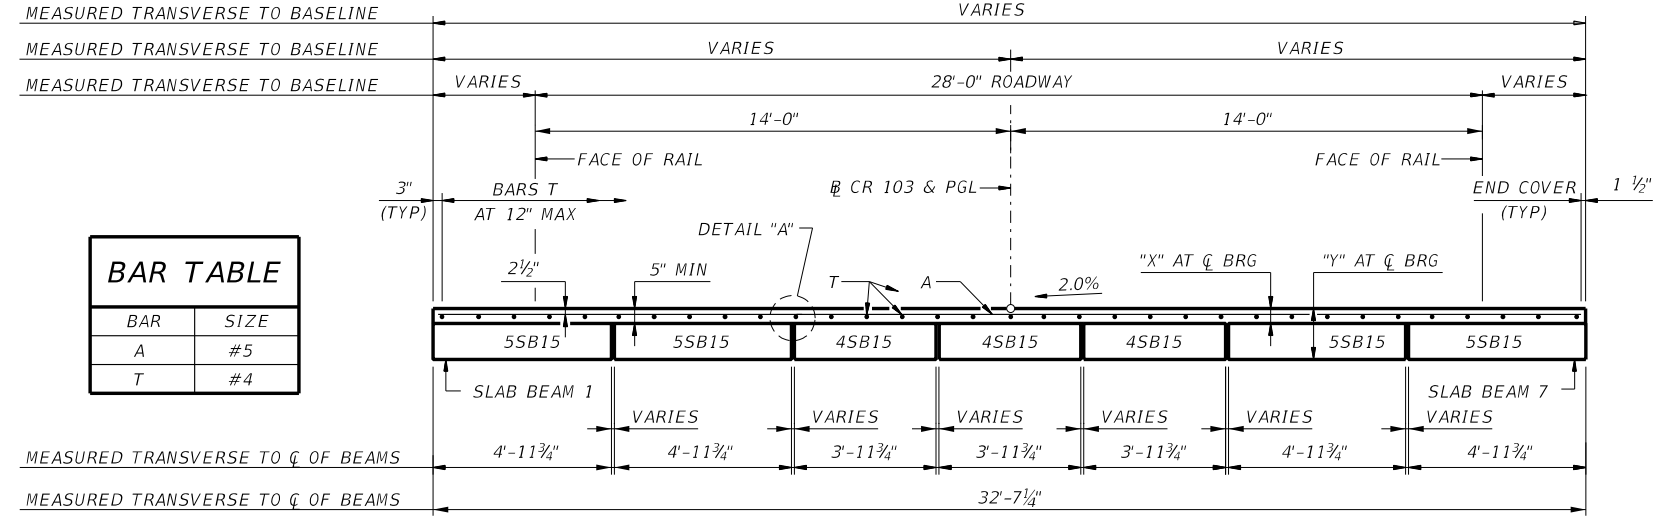 MEASURED TRANSVERSE TO BASELINE VARIES
MEASURED TRANSVERSE TO BASELINE VARIES VARIES
MEASURED TRANSVERSE TO BASELINE VARIES 28'-0" ROADWAY VARIES
14'-0" 14'-0"
FACE OF RAIL FACE OF RAIL
3" BARS T ℄ CR 103 & PGL END COVER 1 ½"
(TYP) AT 12" MAX (TYP)
DETAIL "A"
BAR TABLE
BAR SIZE
A #5
T #4
2½" 5" MIN T A 2.0% "X" AT ℄ BRG "Y" AT ℄ BRG
5SB15 5SB15 4SB15 4SB15 4SB15 5SB15 5SB15
SLAB BEAM 1 SLAB BEAM 7
VARIES VARIES VARIES VARIES VARIES VARIES
MEASURED TRANSVERSE TO ℄ OF BEAMS 4'-11¾" 4'-11¾" 3'-11¾" 3'-11¾" 3'-11¾" 4'-11¾" 4'-11¾"
MEASURED TRANSVERSE TO ℄ OF BEAMS 32'-7¼"